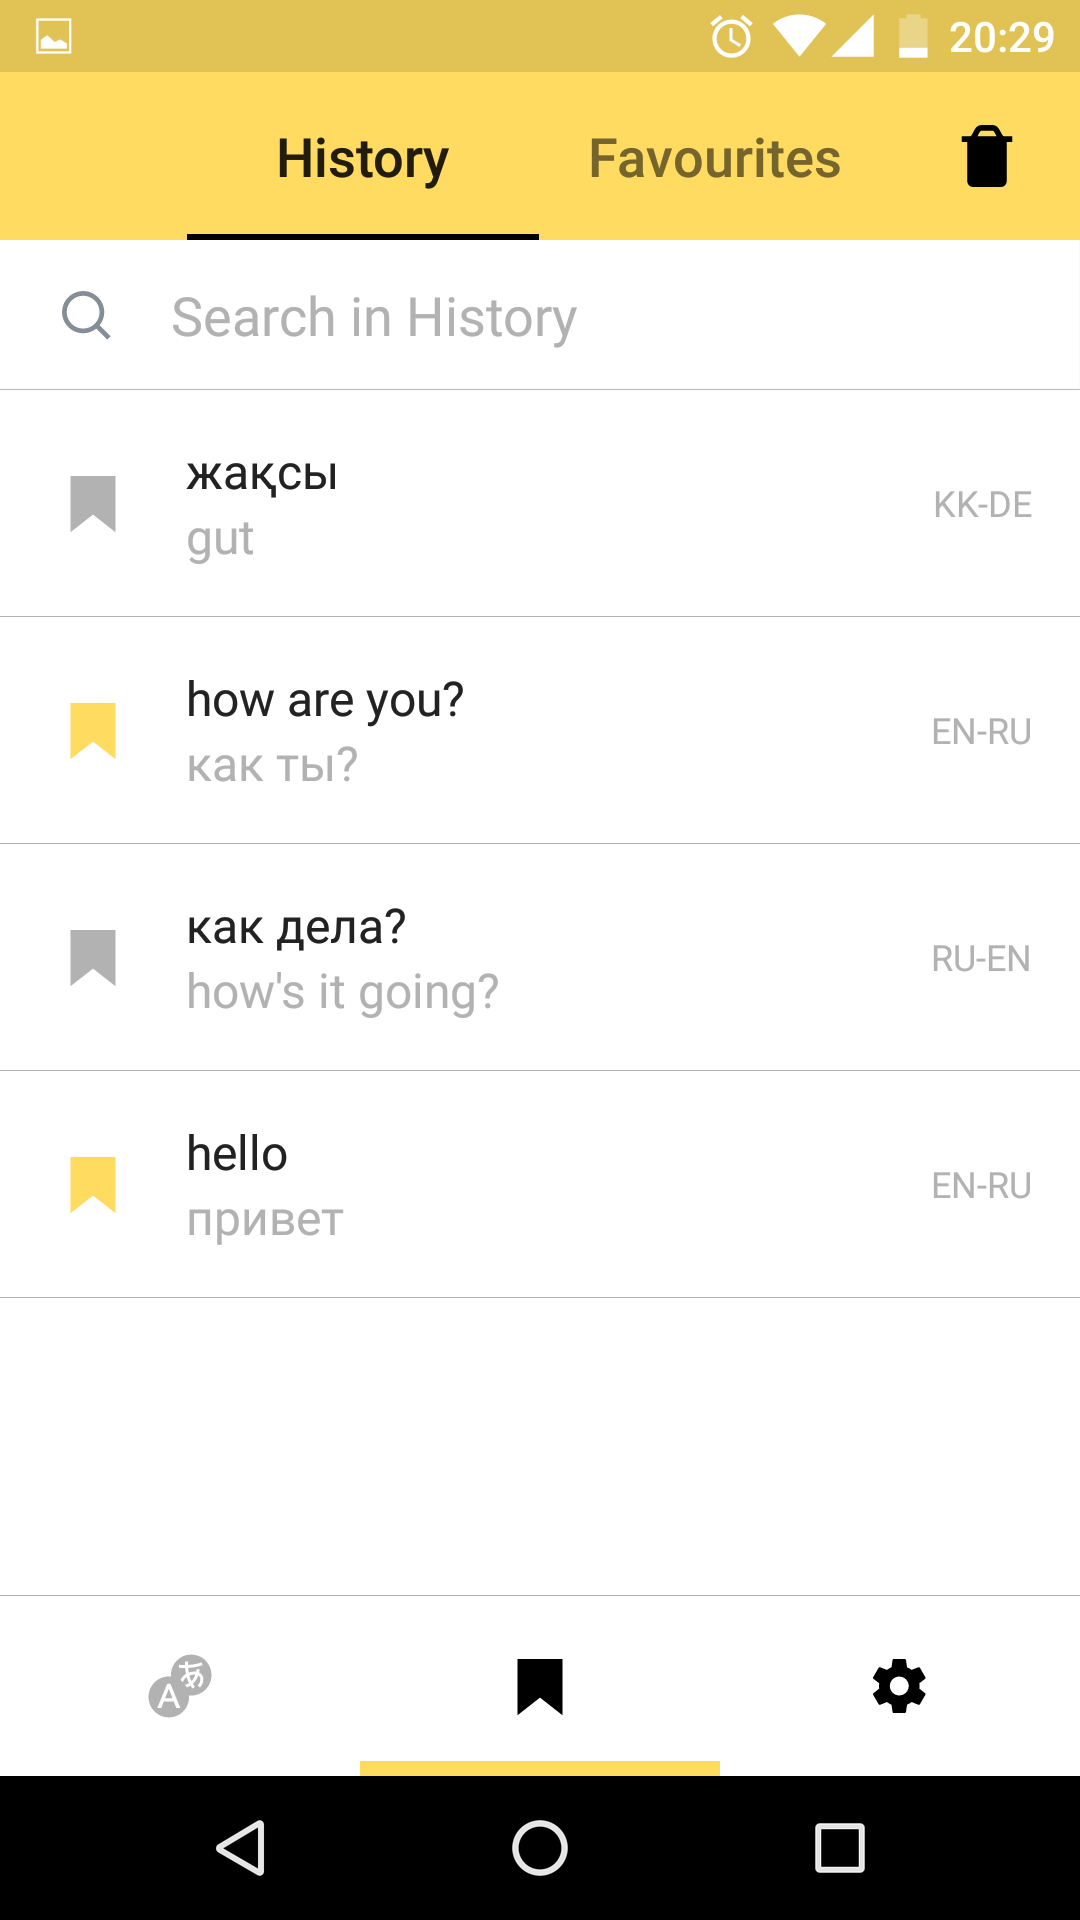 20:29
History Favourites
Search in History
жақсы
gut
KK-DE
how are you?
как ты?
EN-RU
как дела?
how's it going?
RU-EN
hello
привет
EN-RU
A あ